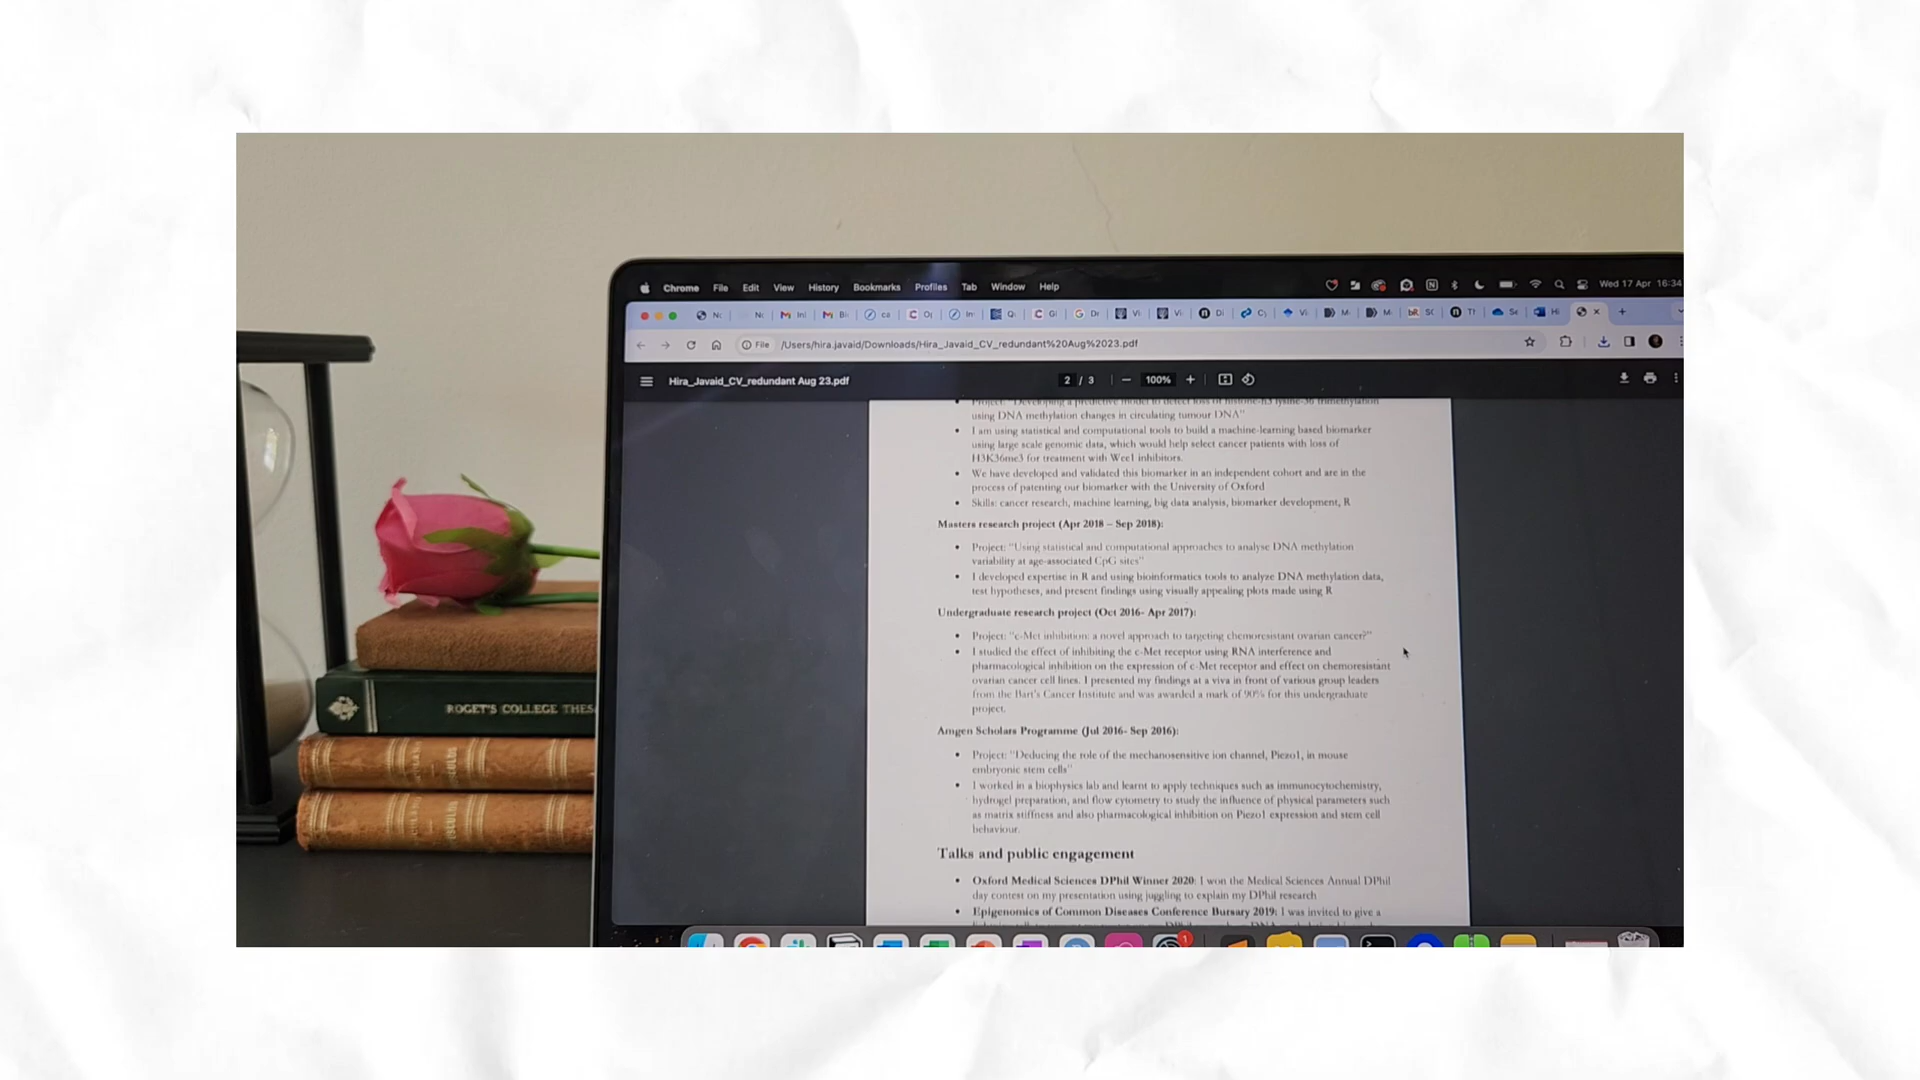 Chrome File Edit View History Bookmarks Profiles Tab Window Help
Wed 17 Apr 16:34
File /Users/hira.javaid/Downloads/Hira_Javaid_CV_redundant%20Aug%2023.pdf
Hira_Javaid_CV_redundant Aug 23.pdf
2 / 3
100%
Project: "Developing a predictive model to detect loss of histone-h3 lysine-36 trimethylation
using DNA methylation changes in circulating tumour DNA"
• I am using statistical and computational tools to build a machine-learning based biomarker
using large scale genomic data, which would help select cancer patients with loss of
H3K36me3 for treatment with Wee1 inhibitors.
• We have developed and validated this biomarker in an independent cohort and are in the
process of patenting our biomarker with the University of Oxford
• Skills: cancer research, machine learning, big data analysis, biomarker development, R
Masters research project (Apr 2018 – Sep 2018):
• Project: "Using statistical and computational approaches to analyse DNA methylation
variability at age-associated CpG sites"
• I developed expertise in R and using bioinformatics tools to analyze DNA methylation data,
test hypotheses, and present findings using visually appealing plots made using R
Undergraduate research project (Oct 2016- Apr 2017):
• Project: "c-Met inhibition: a novel approach to targeting chemoresistant ovarian cancer?"
• I studied the effect of inhibiting the c-Met receptor using RNA interference and
pharmacological inhibition on the expression of c-Met receptor and effect on chemoresistant
ovarian cancer cell lines. I presented my findings at a viva in front of various group leaders
from the Bart's Cancer Institute and was awarded a mark of 90% for this undergraduate
project.
Amgen Scholars Programme (Jul 2016- Sep 2016):
• Project: "Deducing the role of the mechanosensitive ion channel, Piezo1, in mouse
embryonic stem cells"
• I worked in a biophysics lab and learnt to apply techniques such as immunocytochemistry,
hydrogel preparation, and flow cytometry to study the influence of physical parameters such
as matrix stiffness and also pharmacological inhibition on Piezo1 expression and stem cell
behaviour.
Talks and public engagement
• Oxford Medical Sciences DPhil Winner 2020: I won the Medical Sciences Annual DPhil
day contest on my presentation using juggling to explain my DPhil research
• Epigenomics of Common Diseases Conference Bursary 2019: I was invited to give a
ROGET'S COLLEGE THES